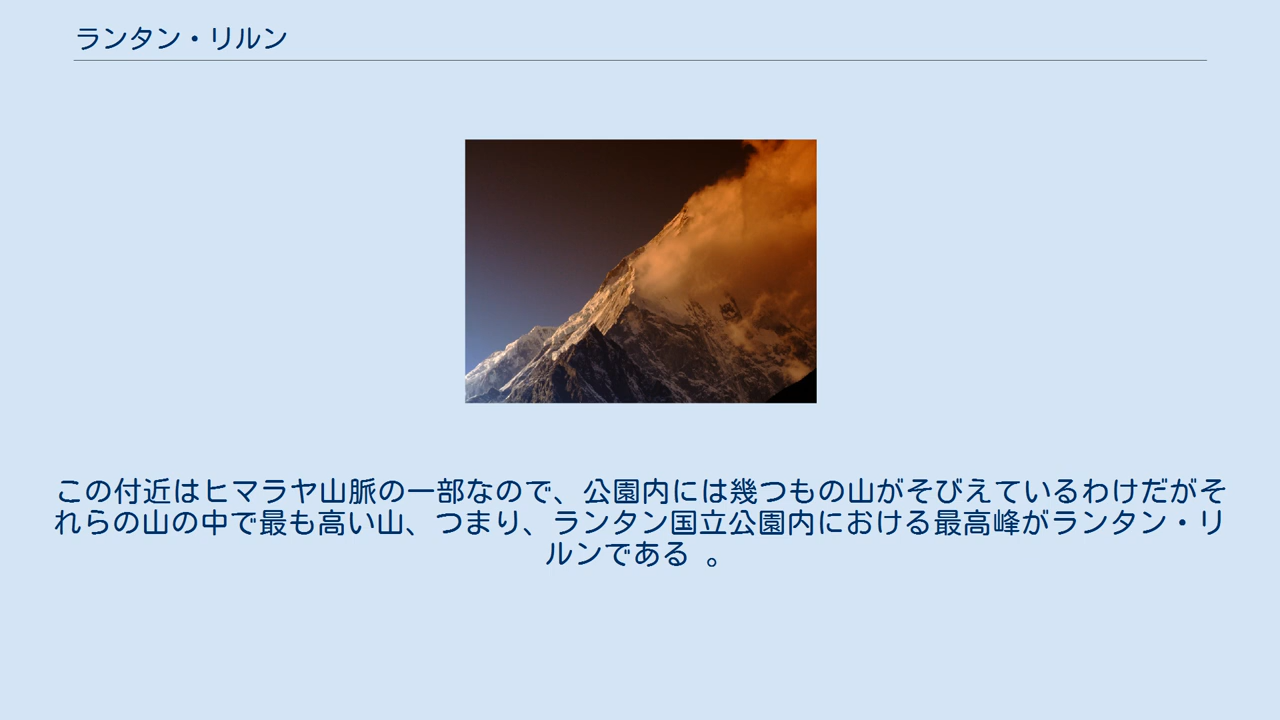 ランタン・リルン
この付近はヒマラヤ山脈の一部なので、公園内には幾つもの山がそびえているわけだがそ
れらの山の中で最も高い山、つまり、ランタン国立公園内における最高峰がランタン・リ
ルンである 。